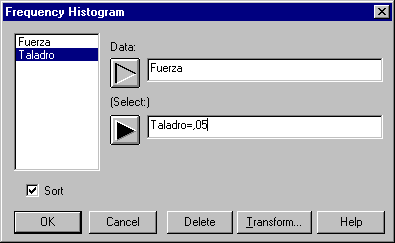 Frequency Histogram
Fuerza
Taladro
Data:
Fuerza
(Select:)
Taladro=,05
Sort
OK
Cancel
Delete
Transform...
Help